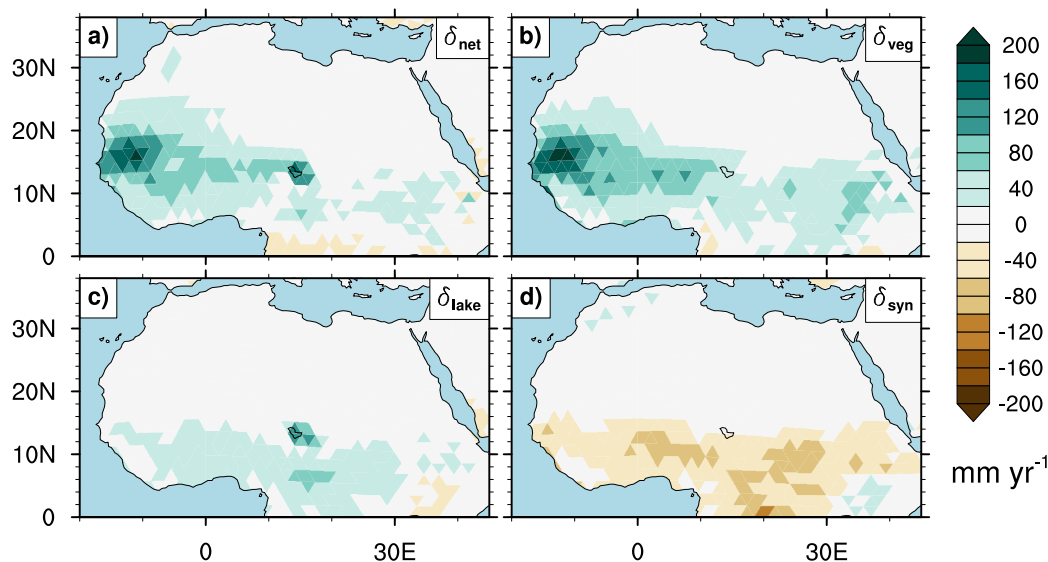 a) δnet
b) δveg
30N
20N
10N
0
c) δlake
d) δsyn
30N
20N
10N
0
0 30E
0 30E
200
160
120
80
40
0
-40
-80
-120
-160
-200
mm yr-1